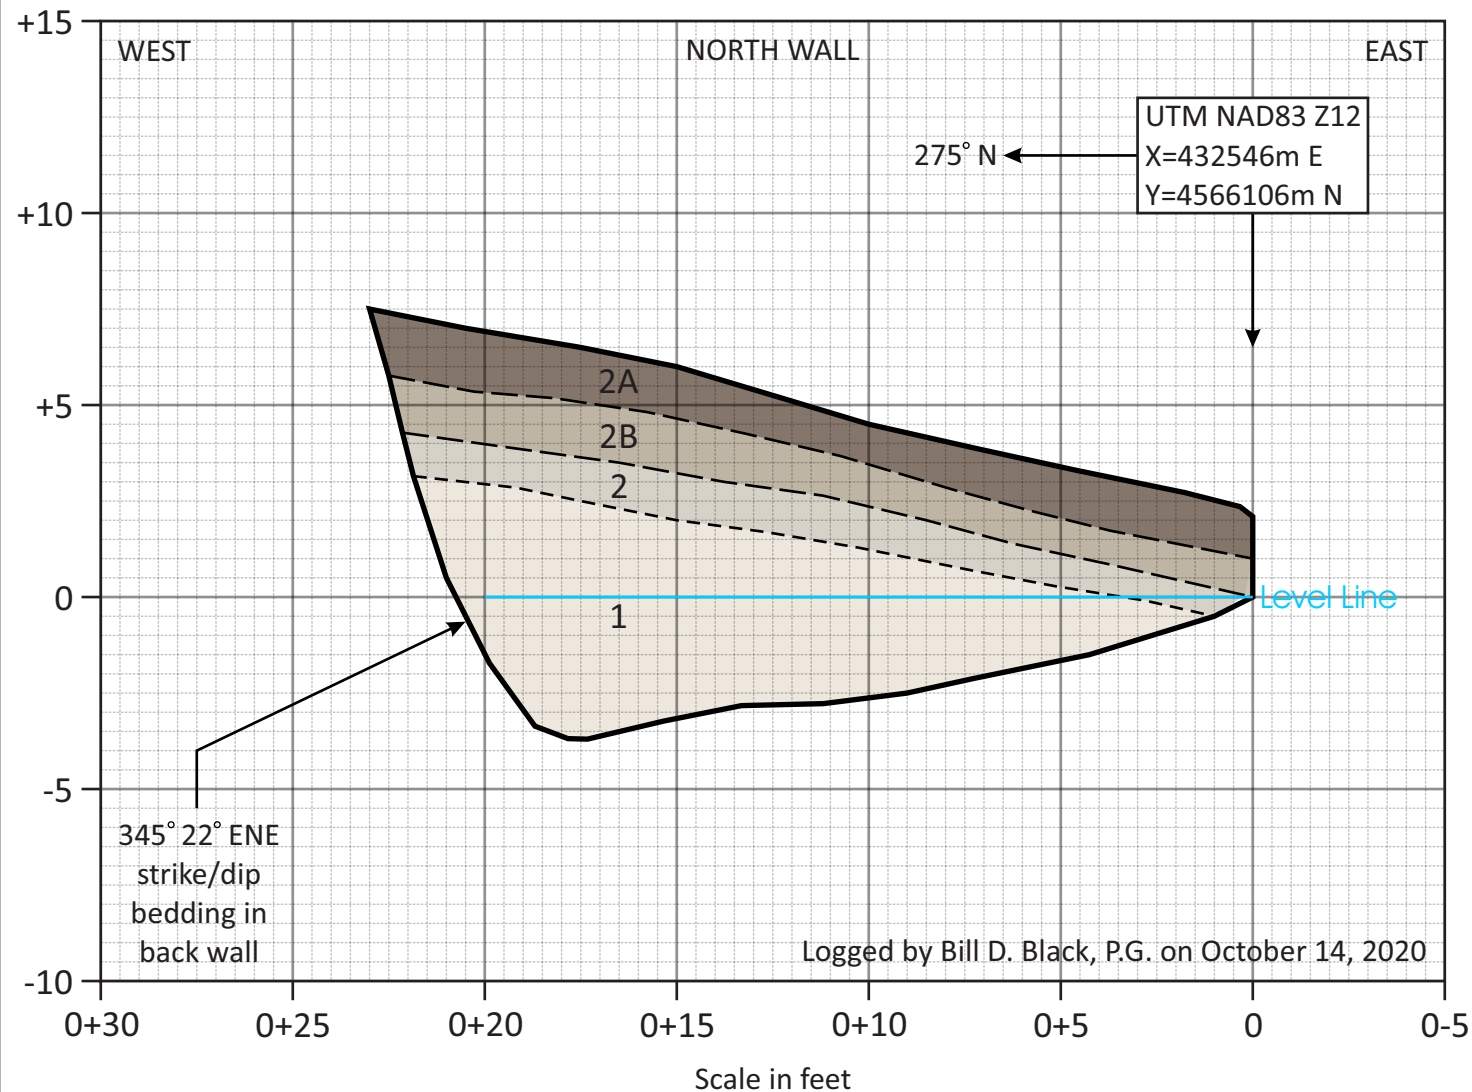 +15
WEST
NORTH WALL
EAST
UTM NAD83 Z12
275° N
X=432546m E
Y=4566106m N
+10
2A
+5
2B
2
0
Level Line
1
-5
345° 22° ENE
strike/dip
bedding in
back wall
Logged by Bill D. Black, P.G. on October 14, 2020
-10
0+30
0+25
0+20
0+15
0+10
0+5
0
0-5
Scale in feet